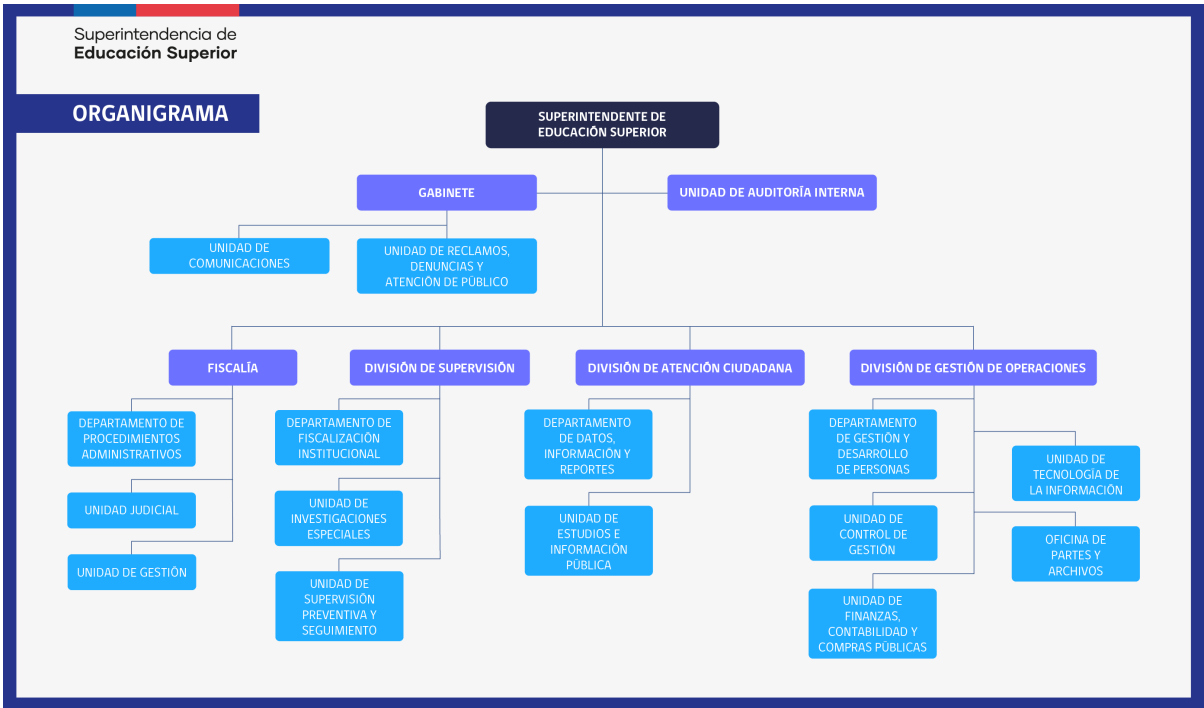 Superintendencia de
Educación Superior
ORGANIGRAMA
SUPERINTENDENTE DE
EDUCACIÓN SUPERIOR
GABINETE
UNIDAD DE AUDITORÍA INTERNA
UNIDAD DE
COMUNICACIONES
UNIDAD DE RECLAMOS,
DENUNCIAS Y
ATENCIÓN DE PÚBLICO
FISCALÍA
DIVISIÓN DE SUPERVISIÓN
DIVISIÓN DE ATENCIÓN CIUDADANA
DIVISIÓN DE GESTIÓN DE OPERACIONES
DEPARTAMENTO DE
PROCEDIMIENTOS
ADMINISTRATIVOS
UNIDAD JUDICIAL
UNIDAD DE GESTIÓN
DEPARTAMENTO DE
FISCALIZACIÓN
INSTITUCIONAL
UNIDAD DE
INVESTIGACIONES
ESPECIALES
UNIDAD DE
SUPERVISIÓN
PREVENTIVA Y
SEGUIMIENTO
DEPARTAMENTO
DE DATOS,
INFORMACIÓN Y
REPORTES
UNIDAD DE
ESTUDIOS E
INFORMACIÓN
PÚBLICA
DEPARTAMENTO
DE GESTIÓN Y
DESARROLLO
DE PERSONAS
UNIDAD DE
CONTROL DE
GESTIÓN
UNIDAD DE
FINANZAS,
CONTABILIDAD Y
COMPRAS PÚBLICAS
UNIDAD DE
TECNOLOGÍA DE
LA INFORMACIÓN
OFICINA DE
PARTES Y
ARCHIVOS